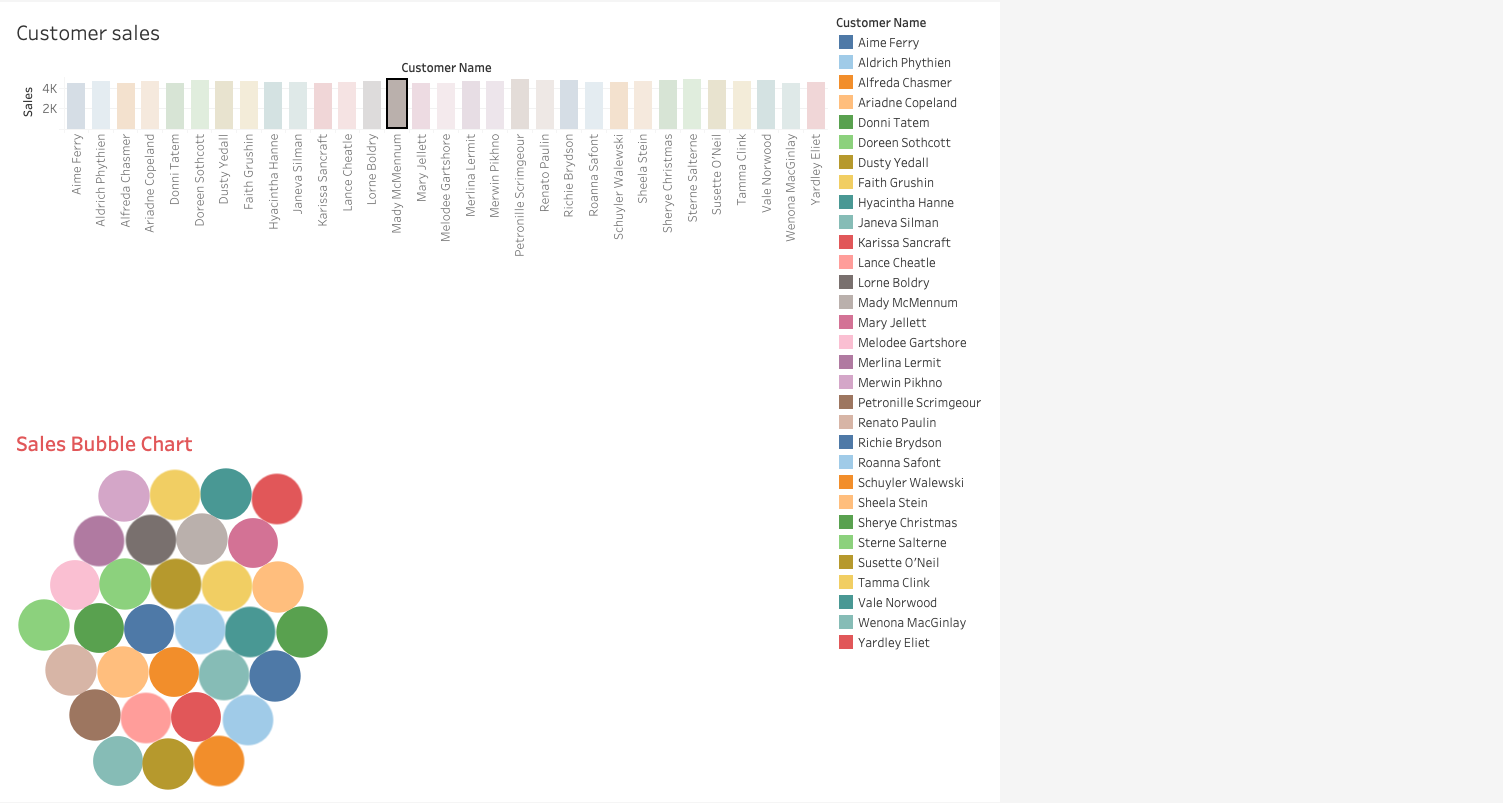 Customer sales
Customer Name
Sales
4K
2K
Aime Ferry
Aldrich Phythien
Alfreda Chasmer
Ariadne Copeland
Donni Tatem
Doreen Sothcott
Dusty Yedall
Faith Grushin
Hyacintha Hanne
Janeva Silman
Karissa Sancraft
Lance Cheatle
Lorne Boldry
Mady McMennum
Mary Jellett
Melodee Gartshore
Merlina Lermit
Merwin Pikhno
Petronille Scrimgeour
Renato Paulin
Richie Brydson
Roanna Safont
Schuyler Walewski
Sheela Stein
Sherye Christmas
Sterne Salterne
Susette O'Neil
Tamma Clink
Vale Norwood
Wenona MacGinlay
Yardley Eliet
Sales Bubble Chart
Customer Name
Aime Ferry
Aldrich Phythien
Alfreda Chasmer
Ariadne Copeland
Donni Tatem
Doreen Sothcott
Dusty Yedall
Faith Grushin
Hyacintha Hanne
Janeva Silman
Karissa Sancraft
Lance Cheatle
Lorne Boldry
Mady McMennum
Mary Jellett
Melodee Gartshore
Merlina Lermit
Merwin Pikhno
Petronille Scrimgeour
Renato Paulin
Richie Brydson
Roanna Safont
Schuyler Walewski
Sheela Stein
Sherye Christmas
Sterne Salterne
Susette O'Neil
Tamma Clink
Vale Norwood
Wenona MacGinlay
Yardley Eliet